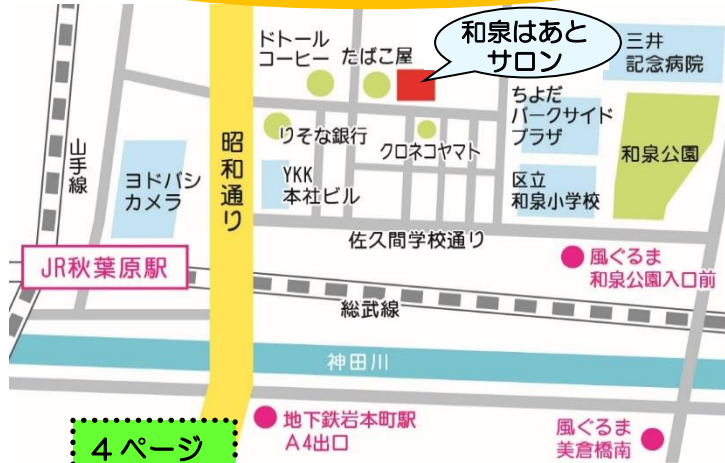 和泉はあと
サロン
ドトール
コーヒー
たばこ屋
三井
記念病院
ちよだ
パークサイド
プラザ
和泉公園
山手線
ヨドバシ
カメラ
昭和通り
りそな銀行
クロネコヤマト
YKK
本社ビル
区立
和泉小学校
佐久間学校通り
JR秋葉原駅
風ぐるま
和泉公園入口前
総武線
神田川
地下鉄岩本町駅
A4出口
風ぐるま
美倉橋南
4ページ